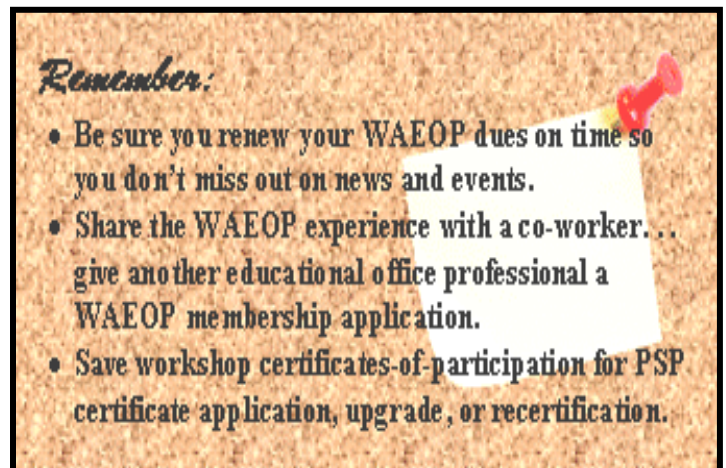 Remember:
• Be sure you renew your WAEOP dues on time so
you don't miss out on news and events.
• Share the WAEOP experience with a co-worker...
give another educational office professional a
WAEOP membership application.
• Save workshop certificates-of-participation for PSP
certificate application, upgrade, or recertification.